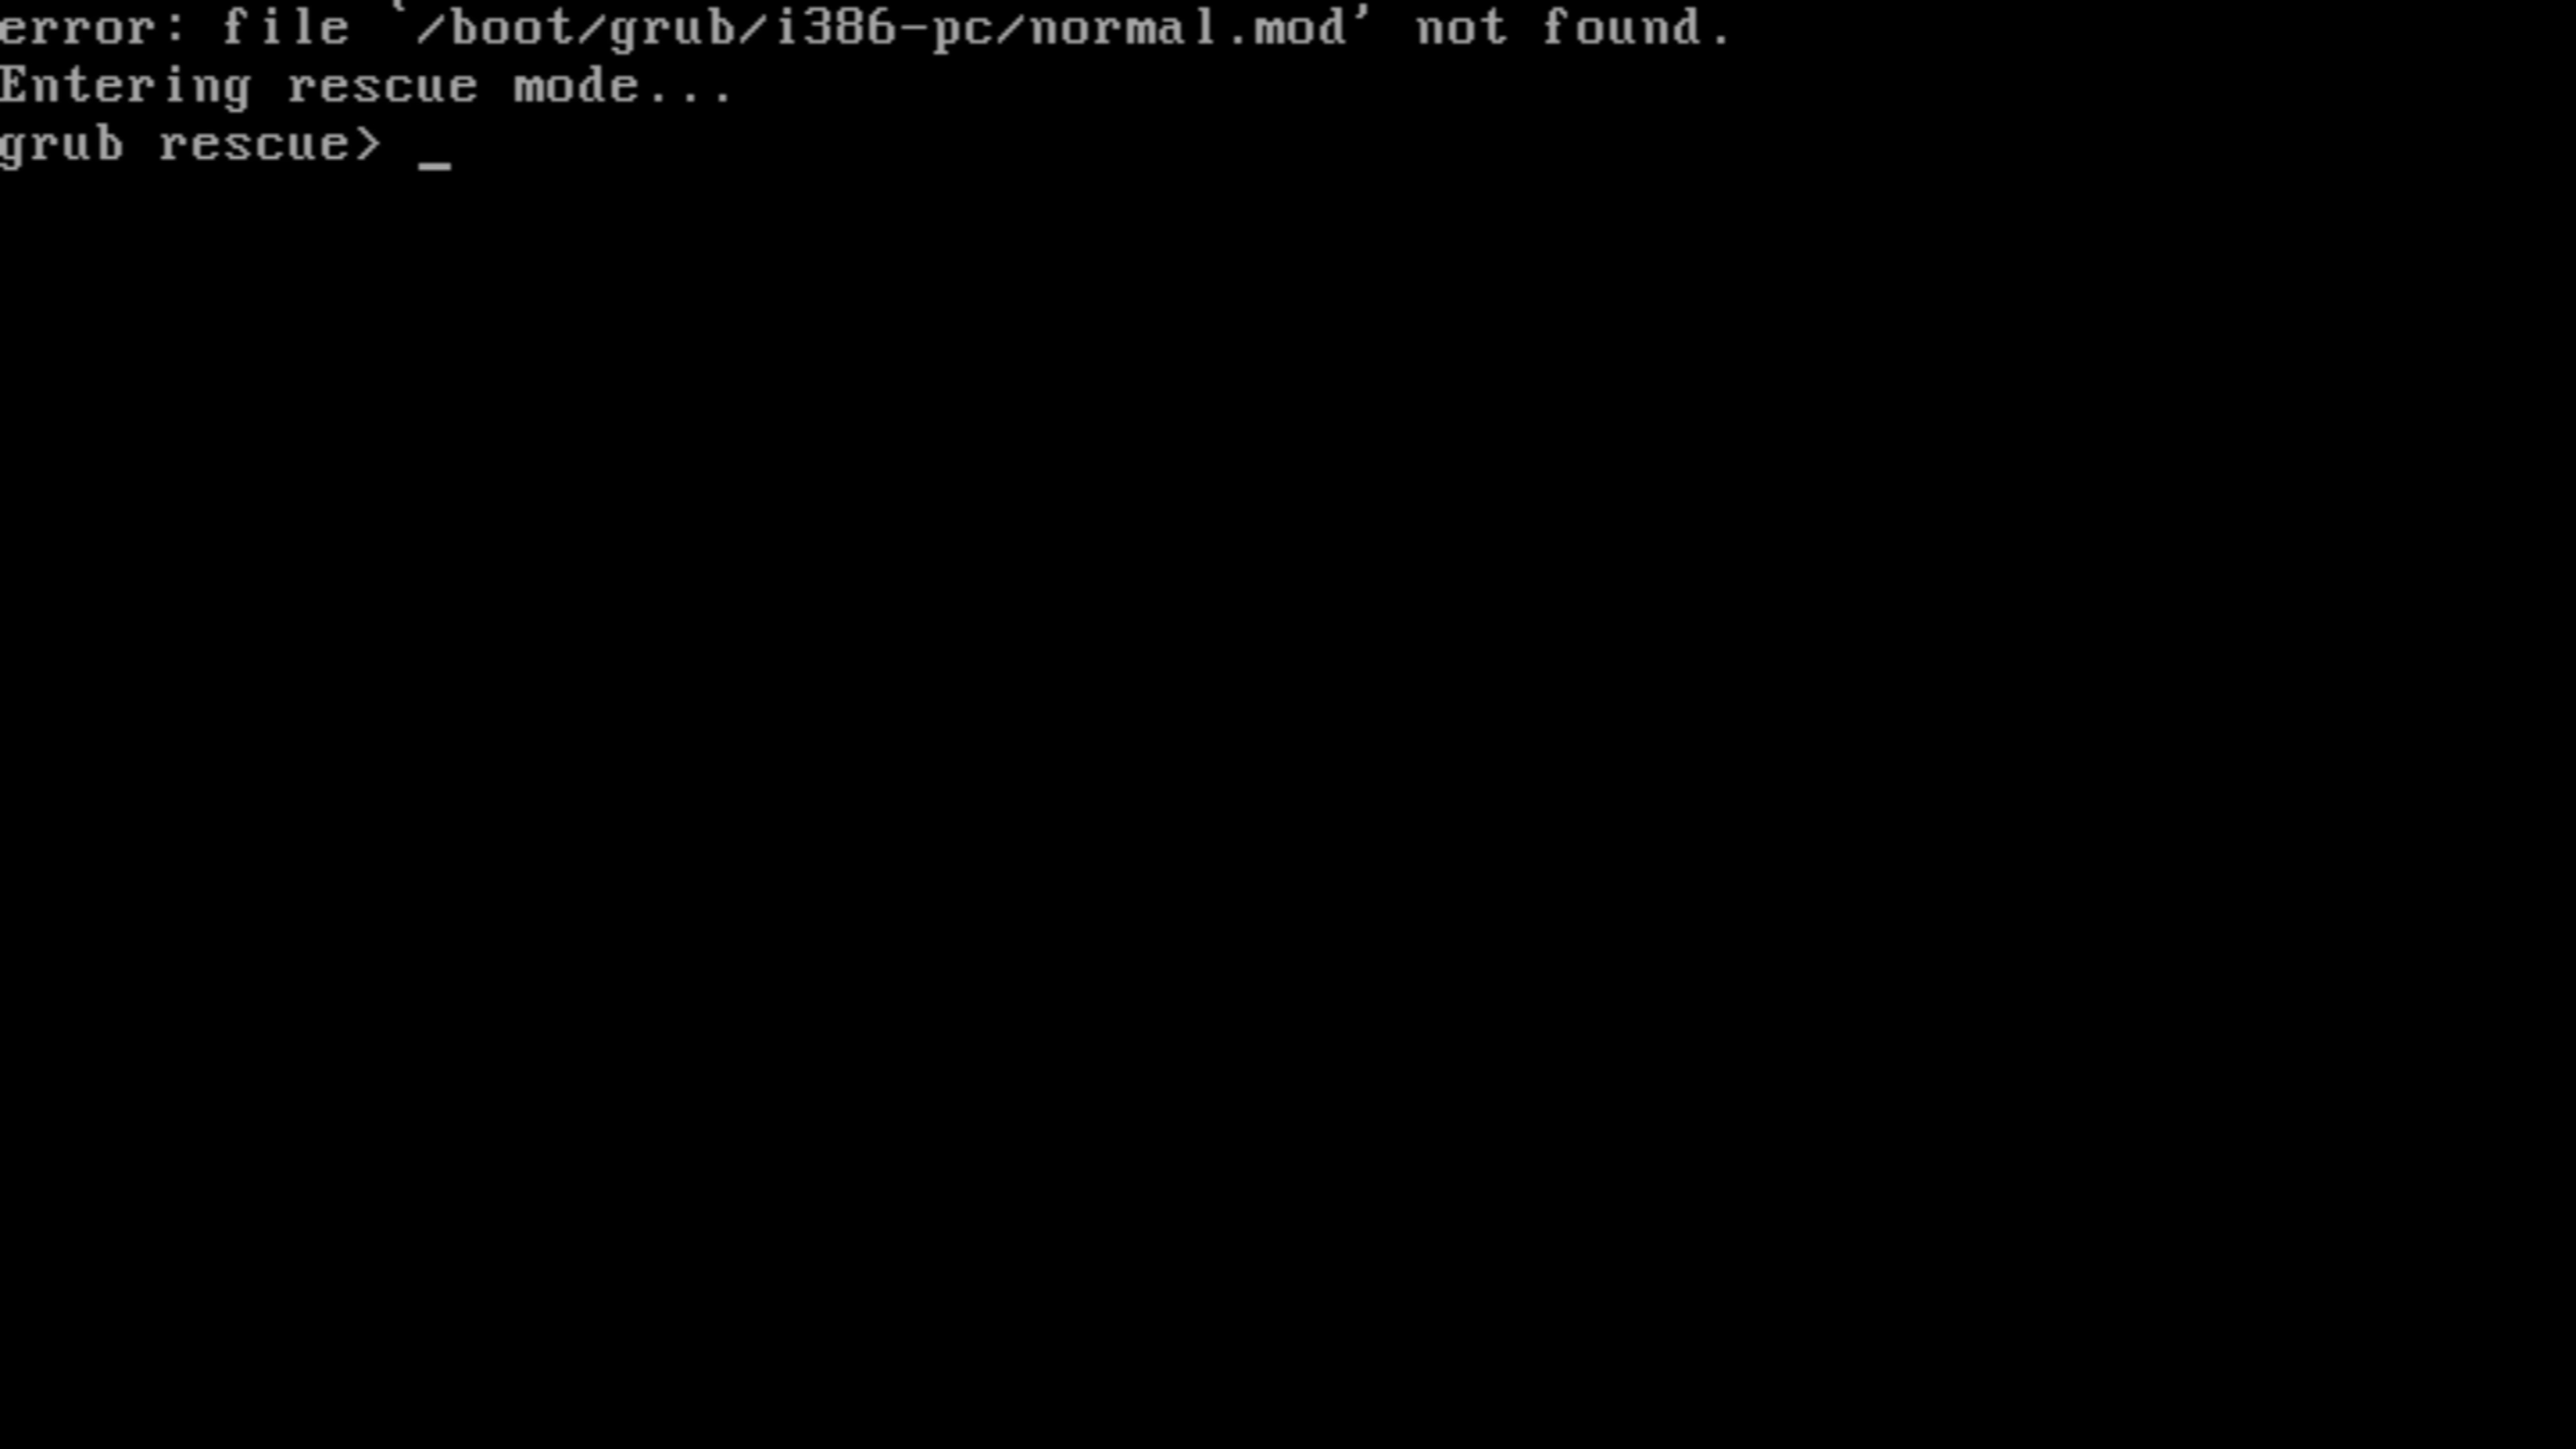 error: file `/boot/grub/i386-pc/normal.mod' not found.
Entering rescue mode...
grub rescue> _